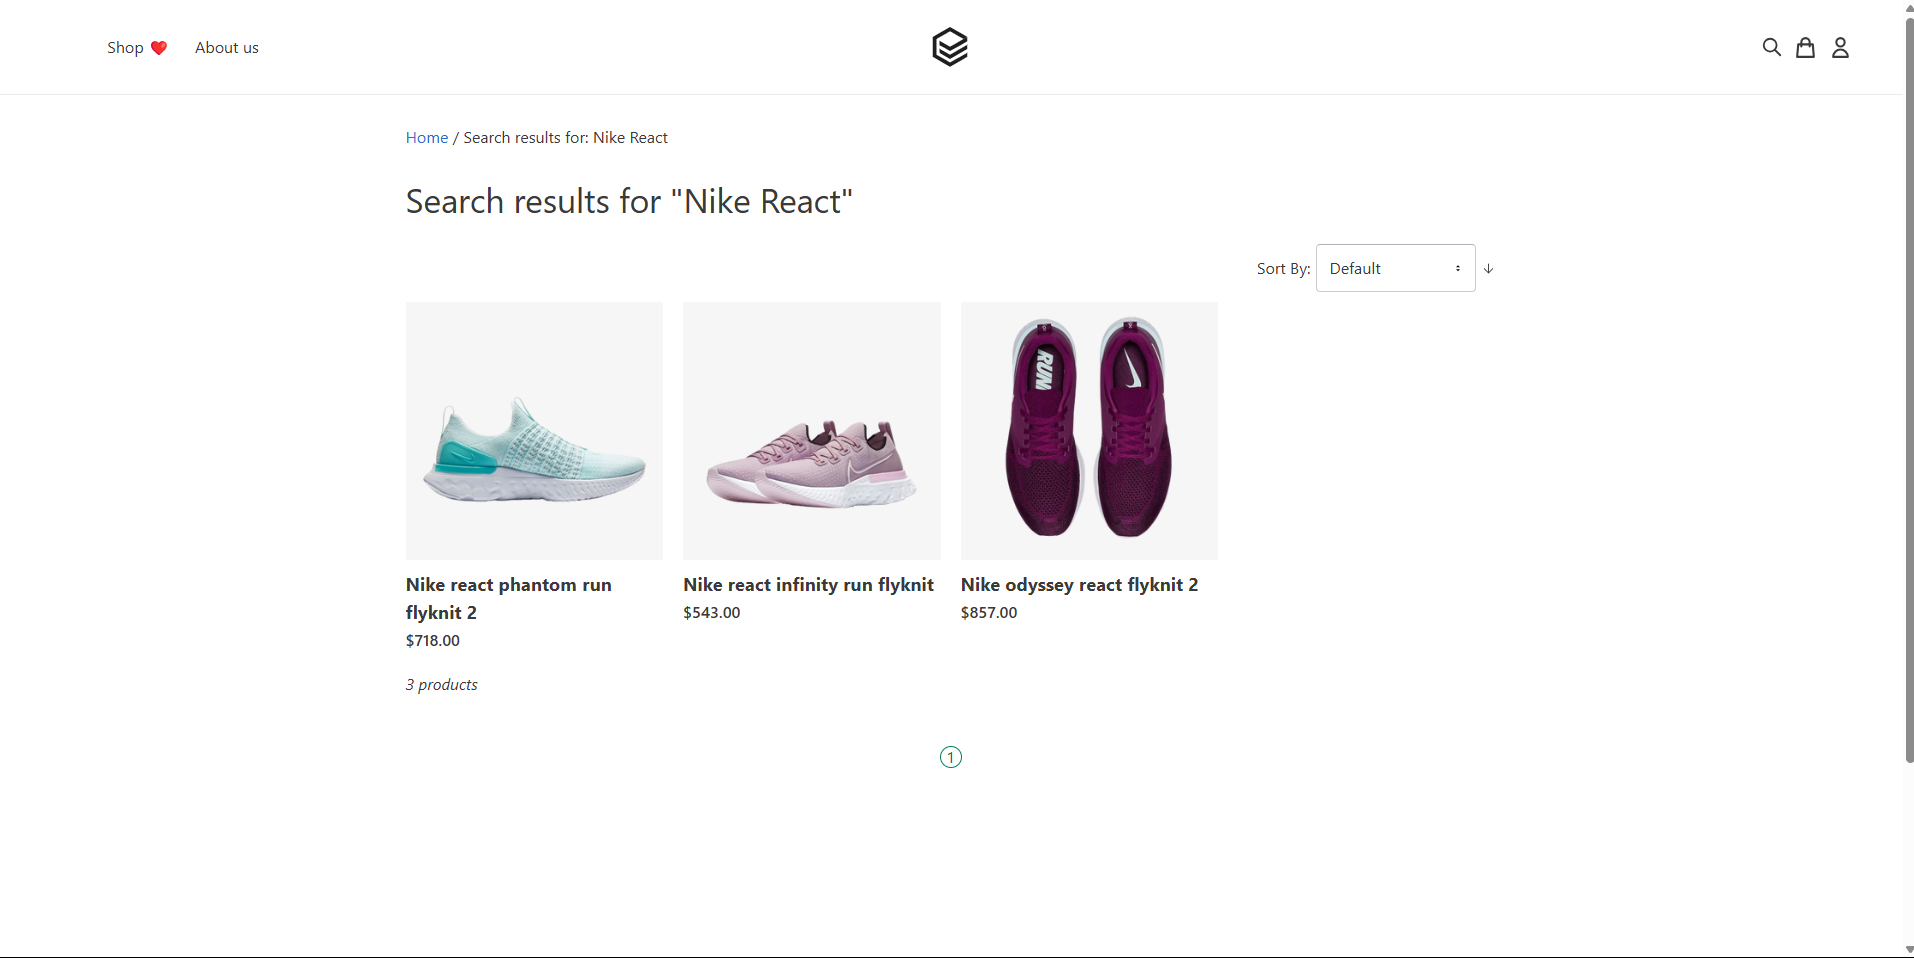 Shop ❤️ About us
Home / Search results for: Nike React
Search results for "Nike React"
Sort By: Default
RUN
Nike react phantom run
flyknit 2
$718.00
Nike react infinity run flyknit
$543.00
Nike odyssey react flyknit 2
$857.00
3 products
1